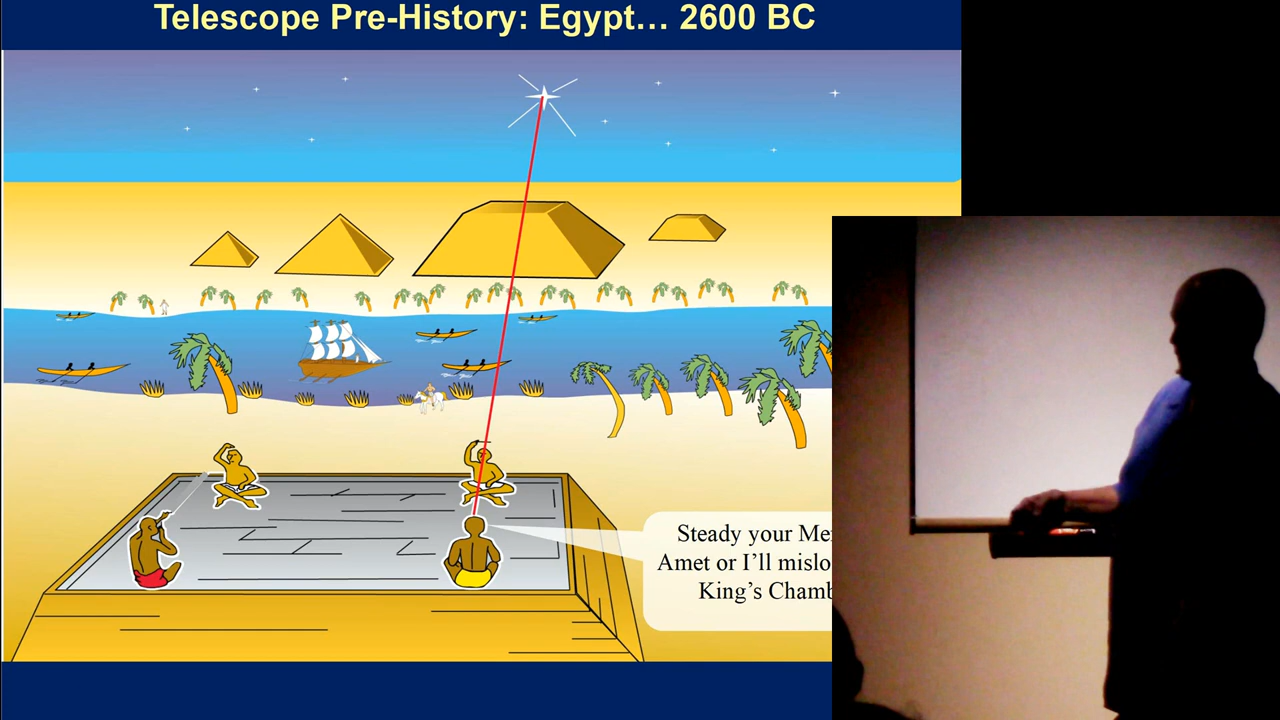 Telescope Pre-History: Egypt… 2600 BC
Steady your
Amet or I’ll
King’s